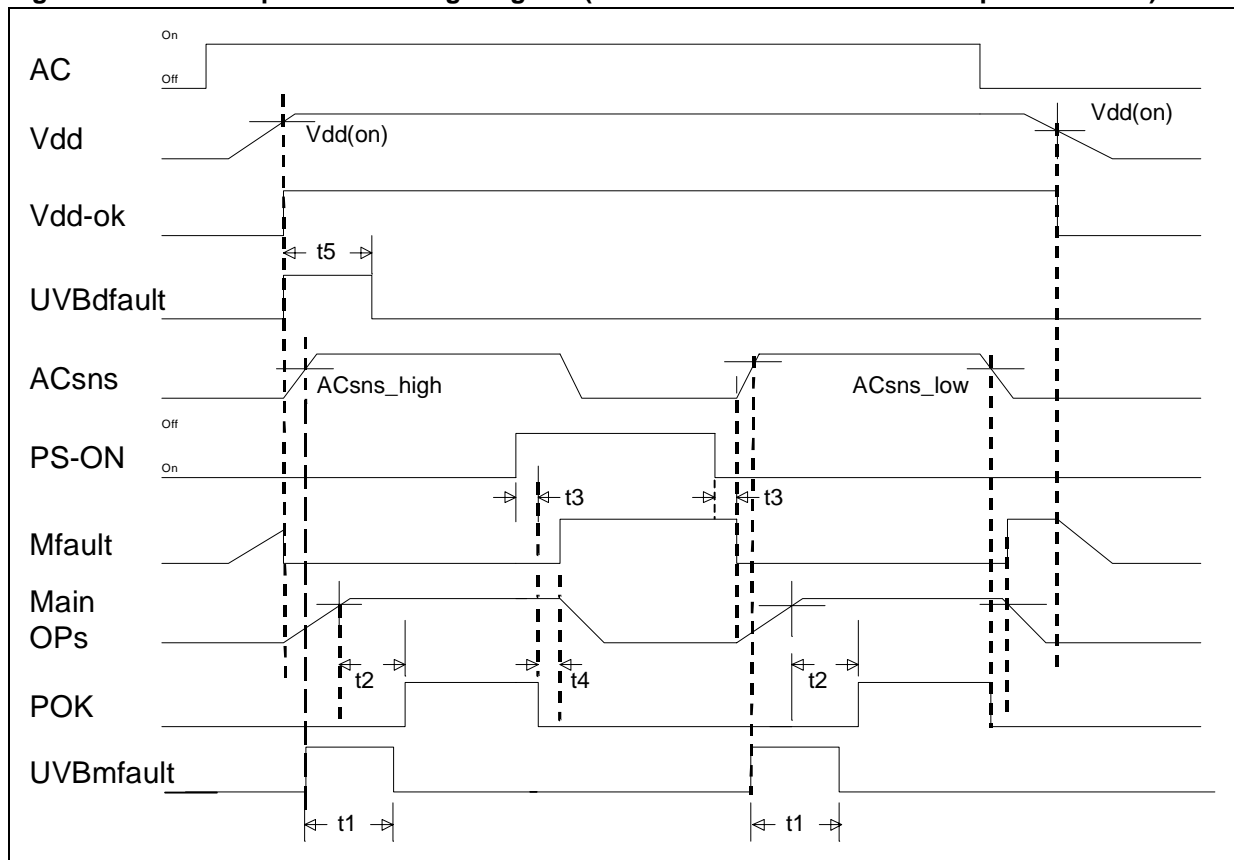 On
AC
Off
Vdd(on)
Vdd(on)
Vdd
Vdd-ok
t5
UVBdfault
ACsns
ACsns_high
ACsns_low
Off
PS-ON
On
t3
t3
Mfault
Main
OPs
t2
t4
t2
POK
UVBmfault
t1
t1